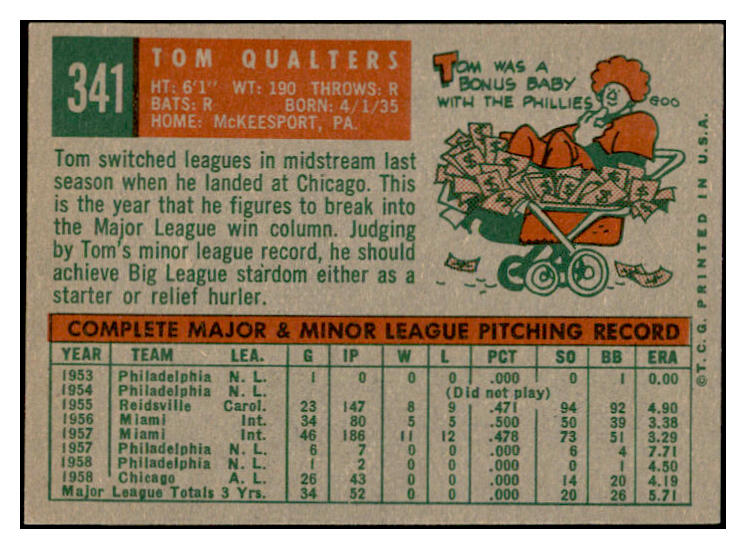 341
TOM QUALTERS
HT: 6'1" WT: 190 THROWS: R
BATS: R BORN: 4/1/35
HOME: McKEESPORT, PA.
TOM WAS A
BONUS BABY
WITH THE PHILLIES
GOO
Tom switched leagues in midstream last
season when he landed at Chicago. This
is the year that he figures to break into
the Major League win column. Judging
by Tom's minor league record, he should
achieve Big League stardom either as a
starter or relief hurler.
COMPLETE MAJOR & MINOR LEAGUE PITCHING RECORD
YEAR TEAM LEA. G IP W L PCT SO BB ERA
1953 Philadelphia N. L. 1 0 0 0 .000 0 1 0.00
1954 Philadelphia N. L. (Did not play)
1955 Reidsville Carol. 23 147 8 9 .471 94 92 4.90
1956 Miami Int. 34 80 5 5 .500 50 39 3.38
1957 Miami Int. 46 186 11 12 .478 73 51 3.29
1957 Philadelphia N. L. 6 7 0 0 .000 6 4 7.71
1958 Philadelphia N. L. 1 2 0 0 .000 0 1 4.50
1958 Chicago A. L. 26 43 0 0 .000 14 20 4.19
Major League Totals 3 Yrs. 34 52 0 0 .000 20 26 5.71
©T. C. G. PRINTED IN U.S.A.